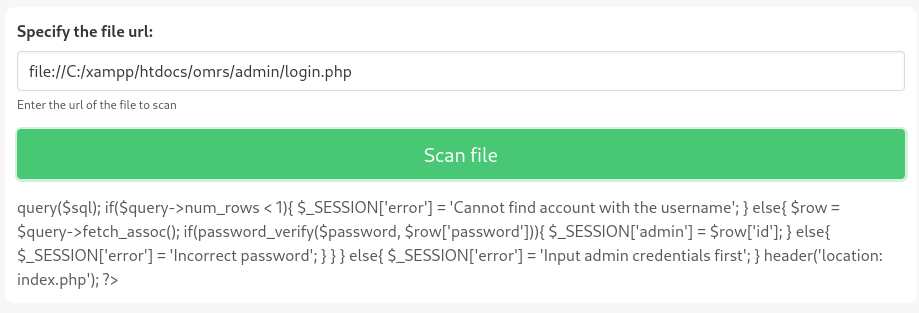 Specify the file url:
file://C:/xampp/htdocs/omrs/admin/login.php
Enter the url of the file to scan
Scan file
query($sql); if($query->num_rows < 1){ $_SESSION['error'] = 'Cannot find account with the username'; } else{ $row =
$query->fetch_assoc(); if(password_verify($password, $row['password'])){ $_SESSION['admin'] = $row['id']; } else{
$_SESSION['error'] = 'Incorrect password'; } } } else{ $_SESSION['error'] = 'Input admin credentials first'; } header('location:
index.php'); ?>